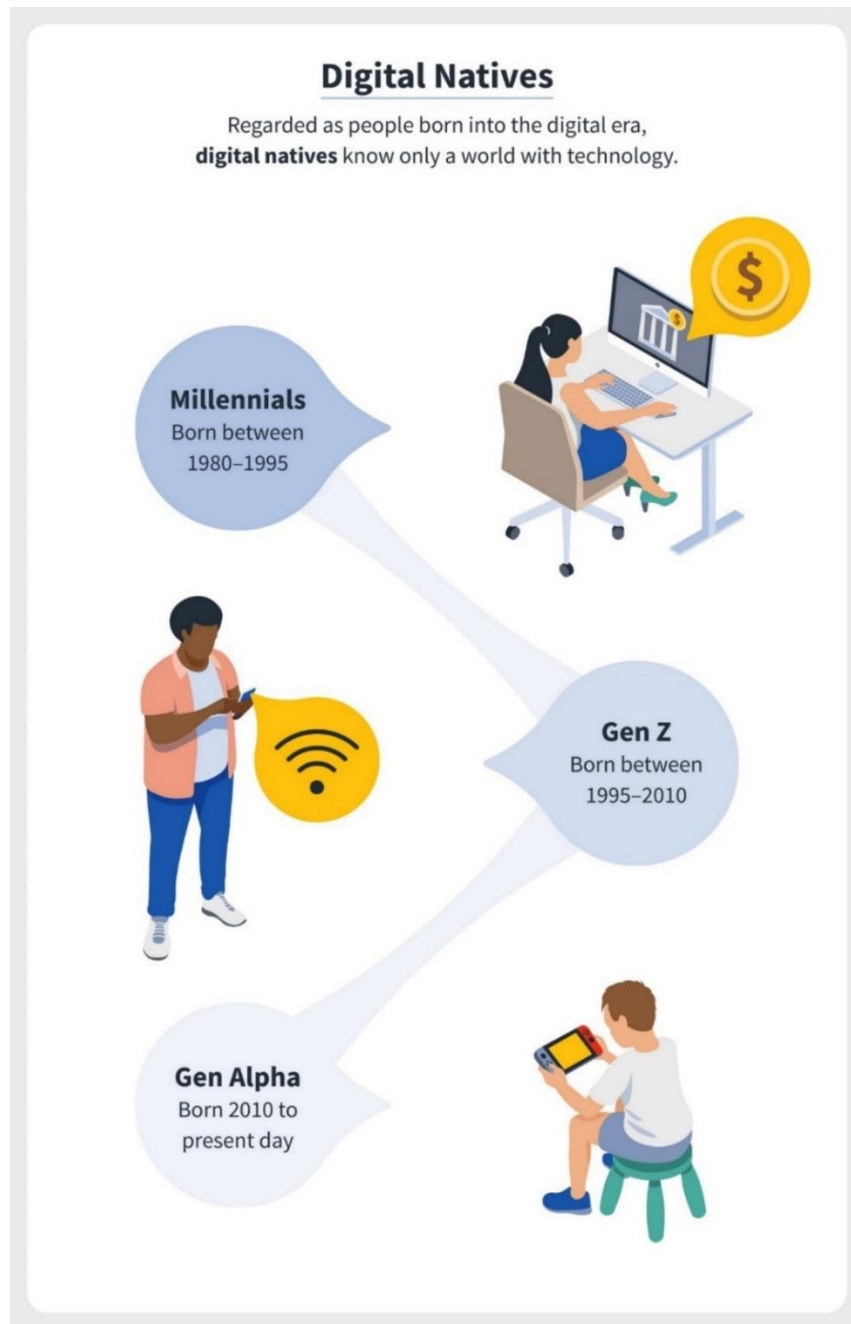 Digital Natives
Regarded as people born into the digital era,
digital natives know only a world with technology.
$
$
Millennials
Born between
1980–1995
Gen Z
Born between
1995–2010
Gen Alpha
Born 2010 to
present day